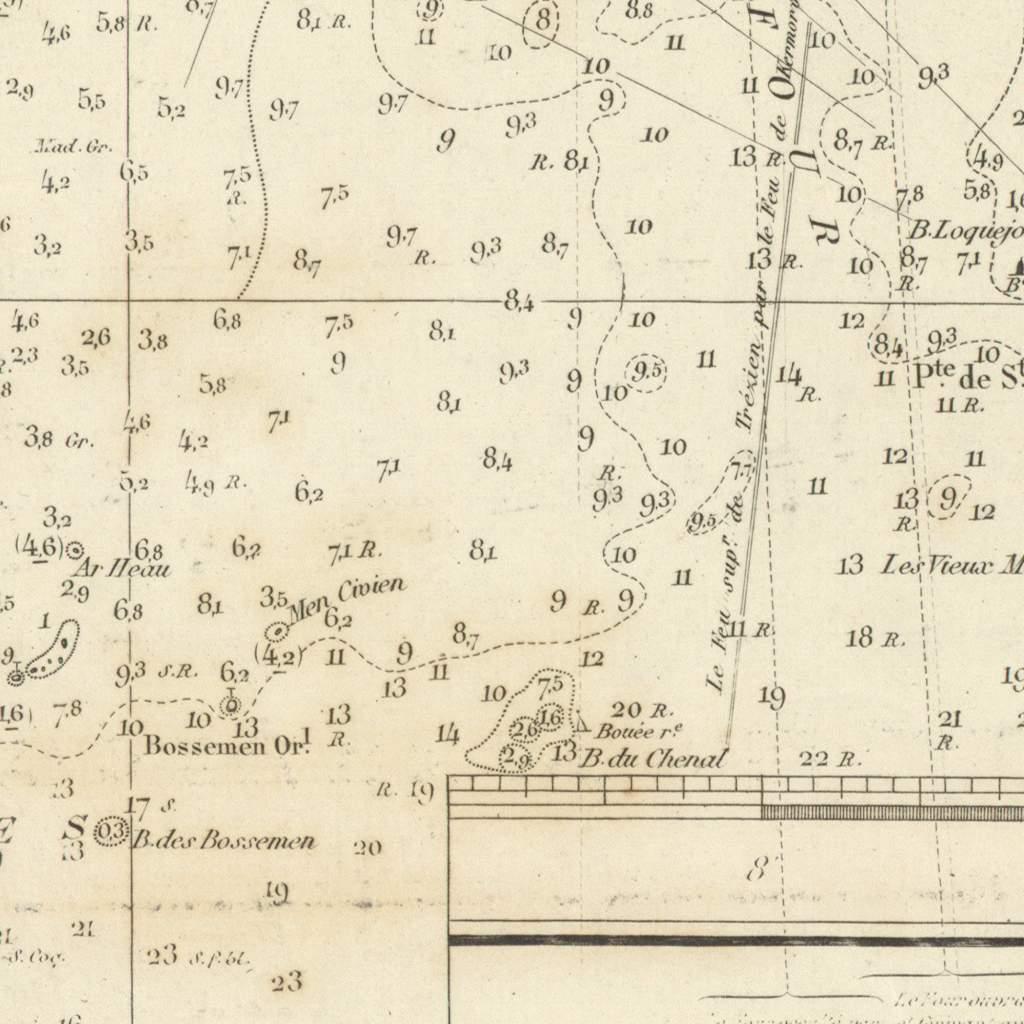 4,6 5,8 R. 8,7 8,1 R. 9 8 8,8
11 10 11 10
10
2,9 5,5 5,2 9,7 9,7 9,7 9 11 10 9,3
Mad. Gr. 9 9,3 10 8,7 R.
6,5 R. 8,1 13 R. 4,9
4,2 7,5 R. 7,5 10 7,8 5,8
U
R
3,2 3,5 7,1 8,7 9,7 R. 9,3 8,7 10 B. Loquejo
13 R. 10 8,7 R. 7,1
8,4
4,6 2,6 3,8 6,8 7,5 8,1 9 10 12 8,4 9,3 10
2,3 3,5 9 9,3 9,5 11
5,8 9 10 14 R. 11 Pte. de St
8,1 11 R.
4,6 7,1
3,8 Gr. 4,2 9 10
5,2 4,9 R. 6,2 7,1 8,4 R. 7,7 12 11
9,3 9,3 11 13 R. 9 12
3,2 9,5
(4,6) 6,8 6,2 7,1 R. 8,1 10
Ar Ileau 13 Les Vieux M
2,9 11
6,8 8,1 3,5 Men Civien 9 R. 9
1 6,2 8,7 11 R. 18 R.
9 9,3 S.R. 6,2 (4,2) 11 9 11 12
13 10 7,5 19
7,8 10 10 13 13 R. 14 2,6 1,6 20 R. 21 R.
Bouée re.
Bossemen Or.1 2,9 13 B. du Chenal 22 R.
Le Feu supr. de Trézien par le Feu de Kermorv
13 R. 19
17 S.
E S 0,3 B. des Bossemen 20
13
19 8'
21 21
S. Coq. 23 S.f.bl.
23
Le Four ouvra
16